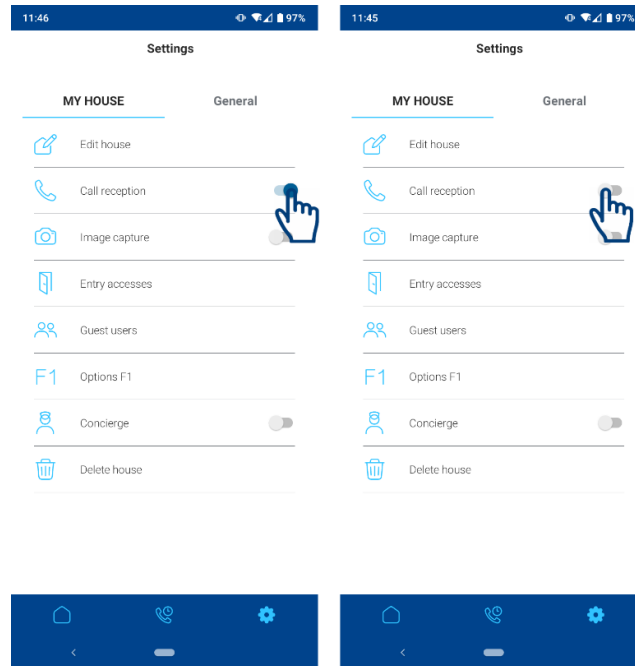 11:46 97%
Settings
MY HOUSE General
Edit house
Call reception
Image capture
Entry accesses
Guest users
F1 Options F1
Concierge
Delete house
11:45 97%
Settings
MY HOUSE General
Edit house
Call reception
Image capture
Entry accesses
Guest users
F1 Options F1
Concierge
Delete house